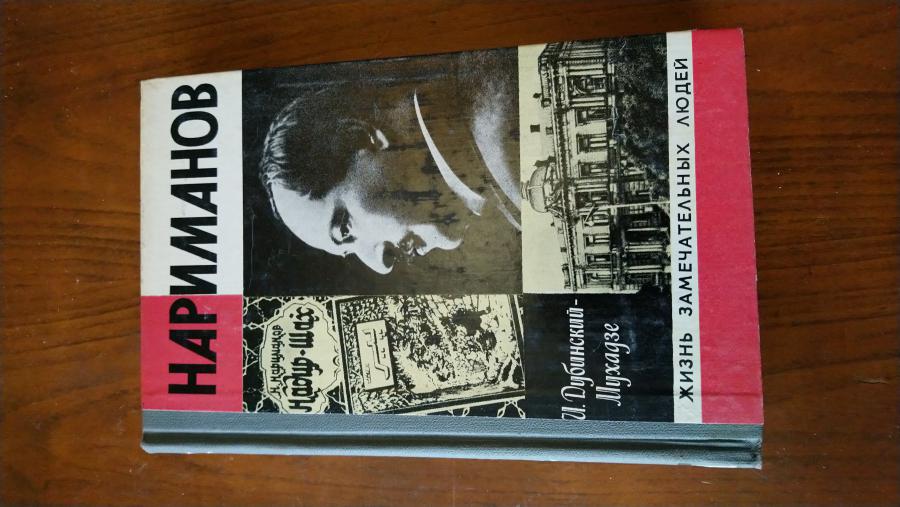 НАРИМАНОВ
Н. Нариманов
Надир-Шах
И. Дубинский-
Мухадзе
ЖИЗНЬ ЗАМЕЧАТЕЛЬНЫХ ЛЮДЕЙ